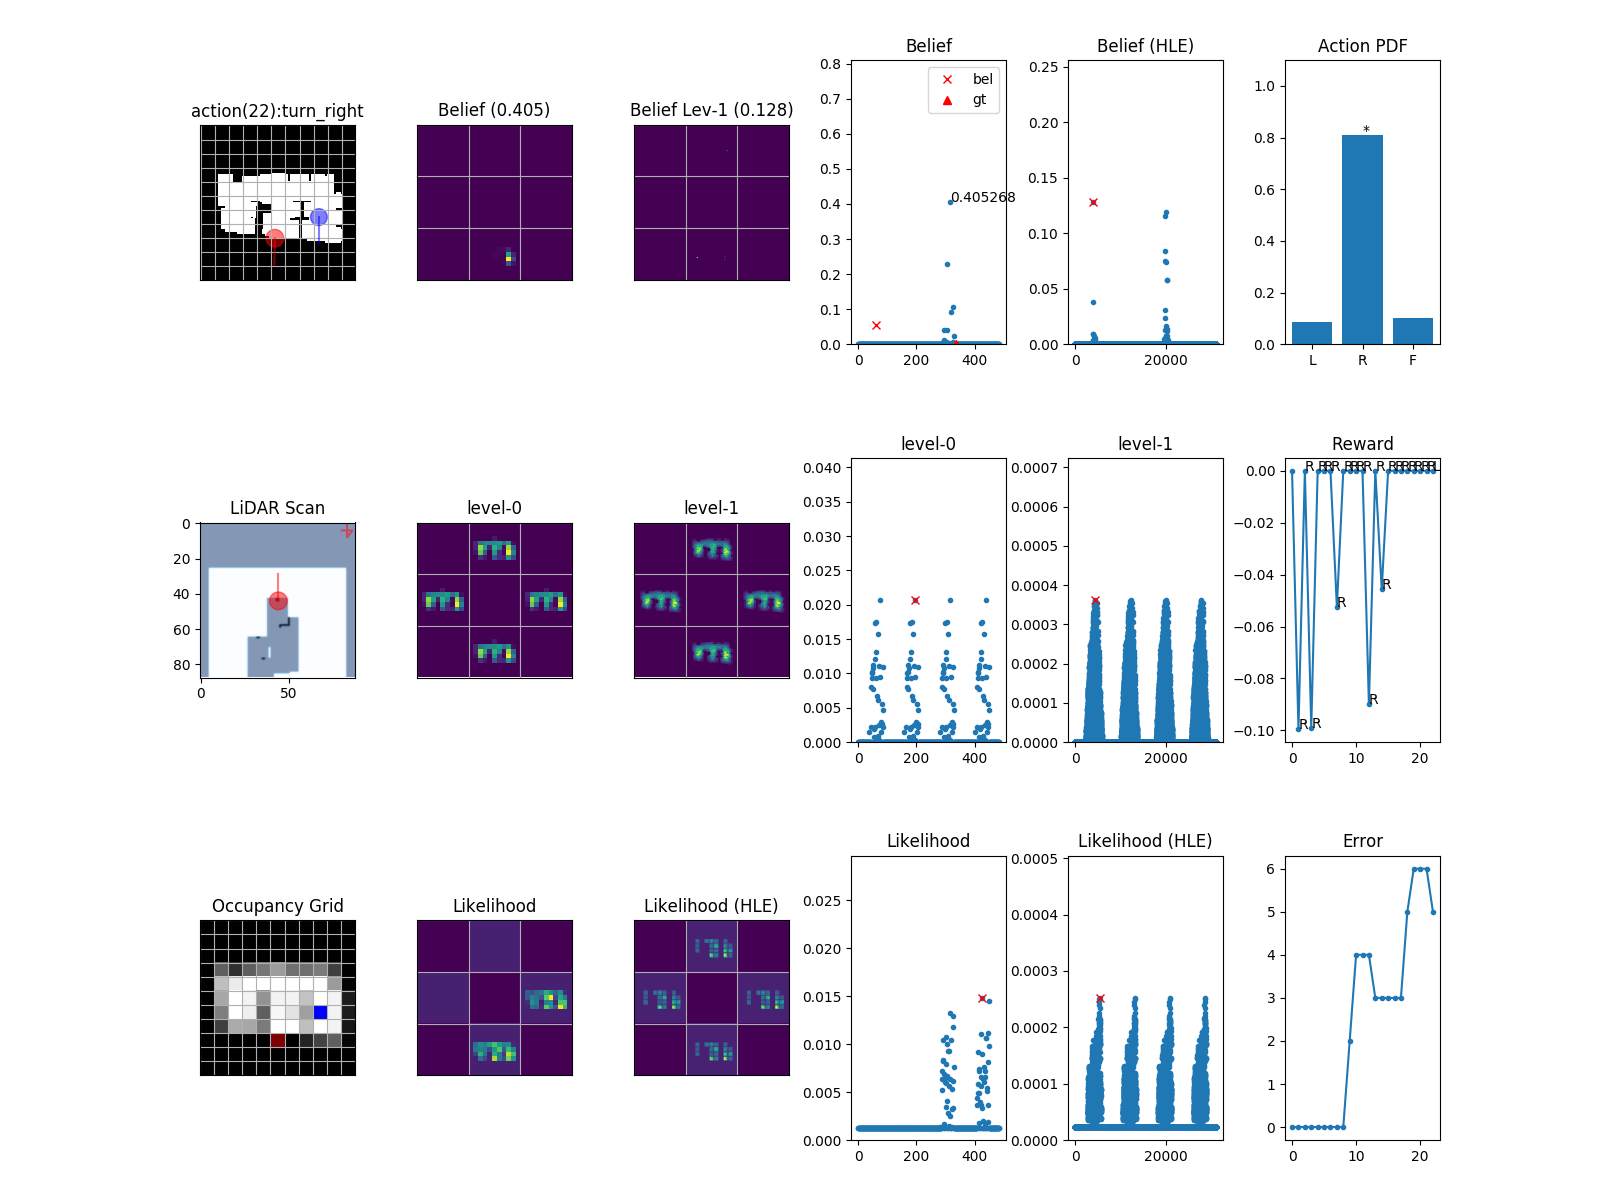 Belief
Belief (HLE)
Action PDF
0.8
0.7
0.6
0.5
0.4
0.3
0.2
0.1
0.0
0 200 400
bel
gt
0.405268
0.25
0.20
0.15
0.10
0.05
0.00
0 20000
1.0
0.8
0.6
0.4
0.2
0.0
*
L R F
action(22):turn_right
Belief (0.405)
Belief Lev-1 (0.128)
level-0
level-1
Reward
0.040
0.035
0.030
0.025
0.020
0.015
0.010
0.005
0.000
0 200 400
0.0007
0.0006
0.0005
0.0004
0.0003
0.0002
0.0001
0.0000
0 20000
0.00
−0.02
−0.04
−0.06
−0.08
−0.10
0 10 20
R
R
R
R
R
LiDAR Scan
level-0
level-1
0
20
40
60
80
0 50
Likelihood
Likelihood (HLE)
Error
0.025
0.020
0.015
0.010
0.005
0.000
0 200 400
0.0005
0.0004
0.0003
0.0002
0.0001
0.0000
0 20000
6
5
4
3
2
1
0
0 10 20
Occupancy Grid
Likelihood
Likelihood (HLE)